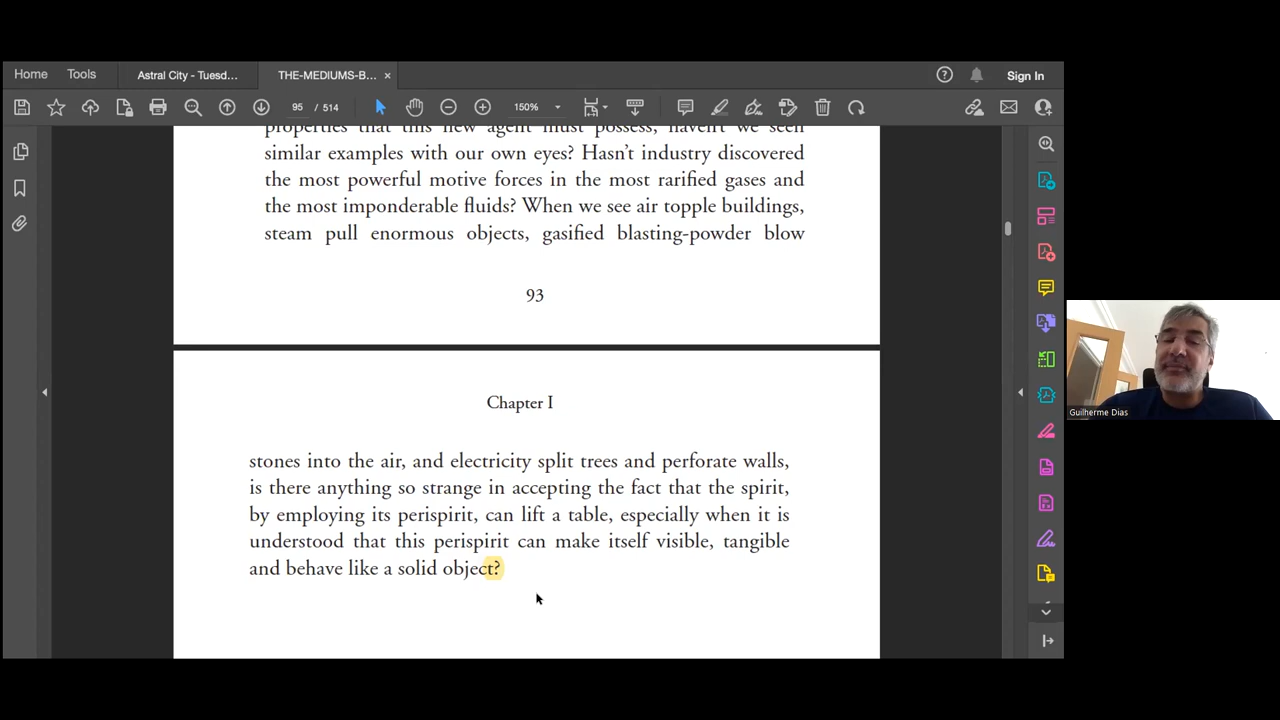 Home Tools Astral City - Tuesd... THE-MEDIUMS-B... × Sign In
95 / 514 150%
properties that this new agent must possess, haven't we seen
similar examples with our own eyes? Hasn't industry discovered
the most powerful motive forces in the most rarified gases and
the most imponderable fluids? When we see air topple buildings,
steam pull enormous objects, gasified blasting-powder blow
93
Chapter I
stones into the air, and electricity split trees and perforate walls,
is there anything so strange in accepting the fact that the spirit,
by employing its perispirit, can lift a table, especially when it is
understood that this perispirit can make itself visible, tangible
and behave like a solid object?
Guilherme Dias